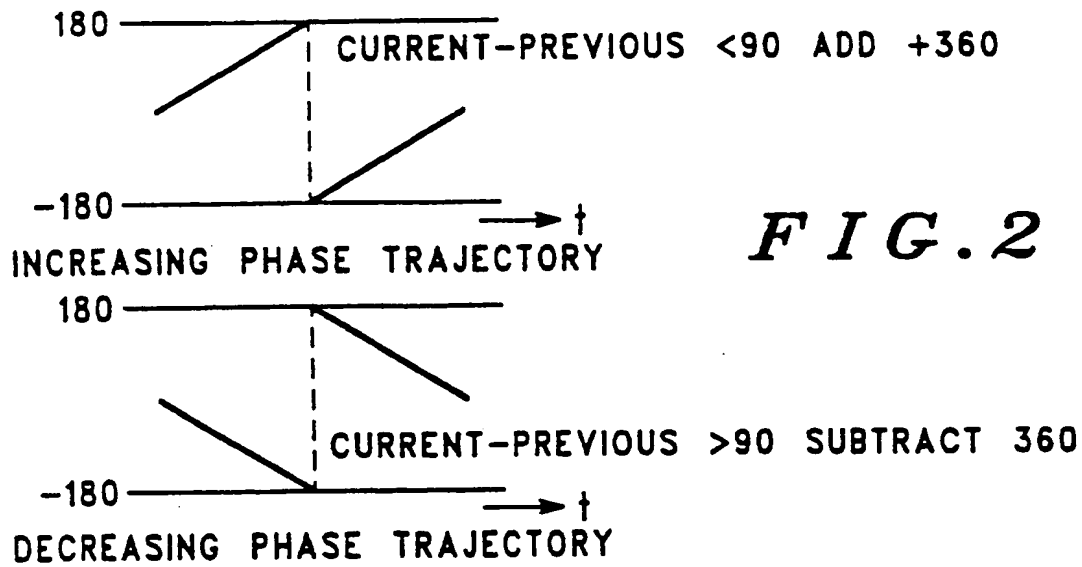 180
CURRENT-PREVIOUS <90 ADD +360
-180
t
INCREASING PHASE TRAJECTORY
FIG.2
180
CURRENT-PREVIOUS >90 SUBTRACT 360
-180
t
DECREASING PHASE TRAJECTORY